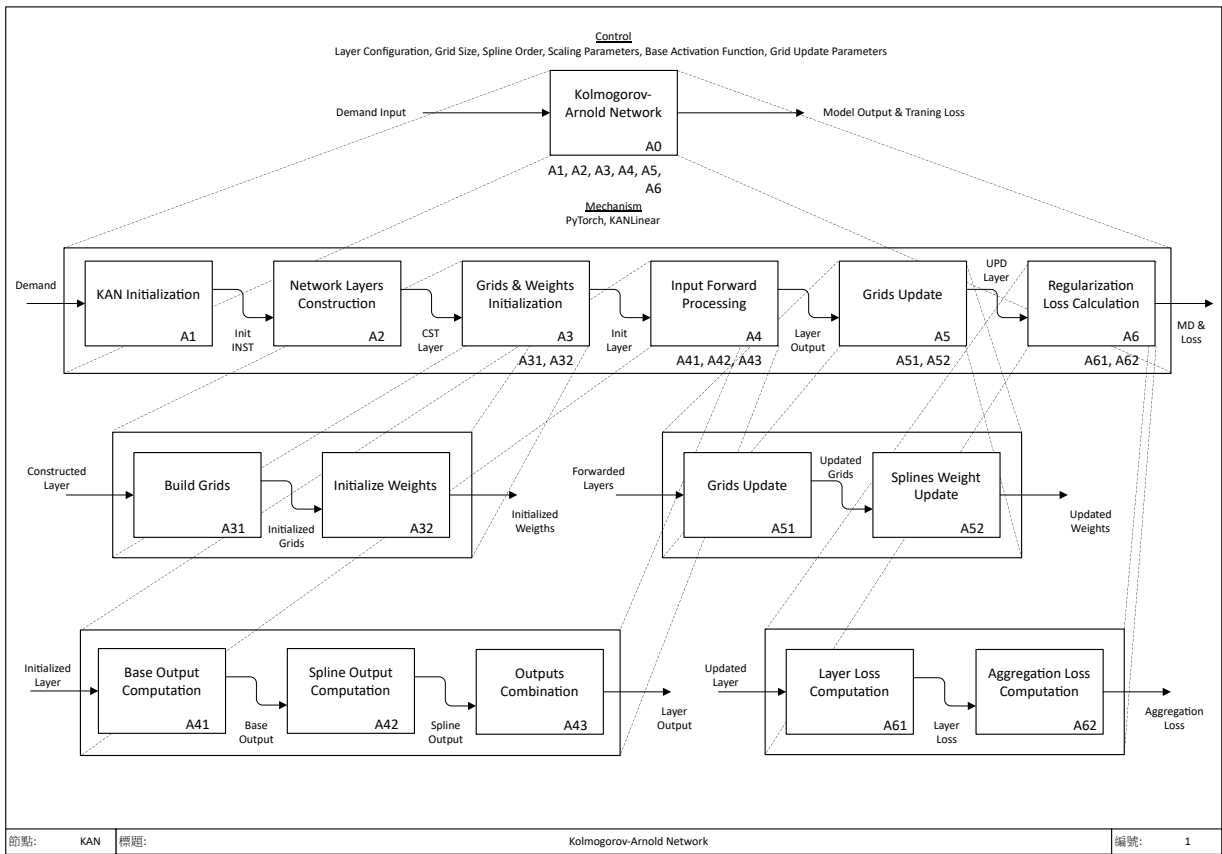 Control
Layer Configuration, Grid Size, Spline Order, Scaling Parameters, Base Activation Function, Grid Update Parameters
Demand Input
Kolmogorov-
Arnold Network
A0
Model Output & Traning Loss
A1, A2, A3, A4, A5,
A6
Mechanism
PyTorch, KANLinear
Demand
KAN Initialization
A1
Init
INST
Network Layers
Construction
A2
CST
Layer
Grids & Weights
Initialization
A3
A31, A32
Init
Layer
Input Forward
Processing
A4
A41, A42, A43
Layer
Output
Grids Update
A5
A51, A52
UPD
Layer
Regularization
Loss Calculation
A6
A61, A62
MD &
Loss
Constructed
Layer
Build Grids
A31
Initialized
Grids
Initialize Weights
A32
Initialized
Weigths
Forwarded
Layers
Grids Update
A51
Updated
Grids
Splines Weight
Update
A52
Updated
Weights
Initialized
Layer
Base Output
Computation
A41
Base
Output
Spline Output
Computation
A42
Spline
Output
Outputs
Combination
A43
Layer
Output
Updated
Layer
Layer Loss
Computation
A61
Layer
Loss
Aggregation Loss
Computation
A62
Aggregation
Loss
節點: KAN
標題: Kolmogorov-Arnold Network
編號: 1